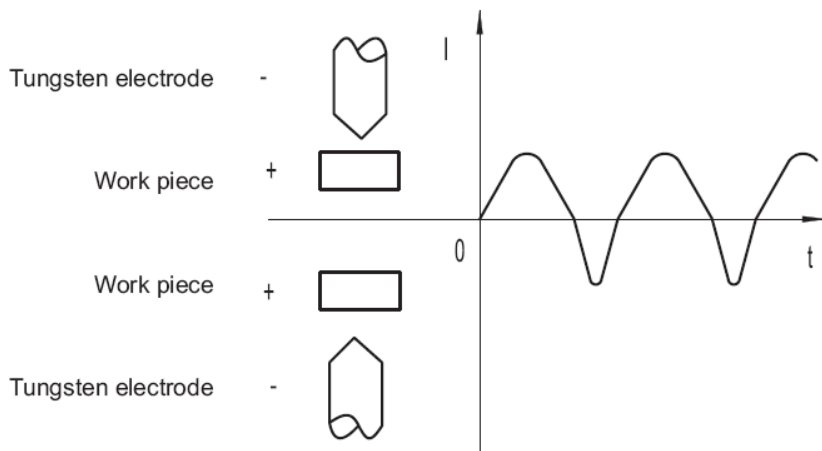 I
Tungsten electrode -
Work piece +
0
t
Work piece +
Tungsten electrode -